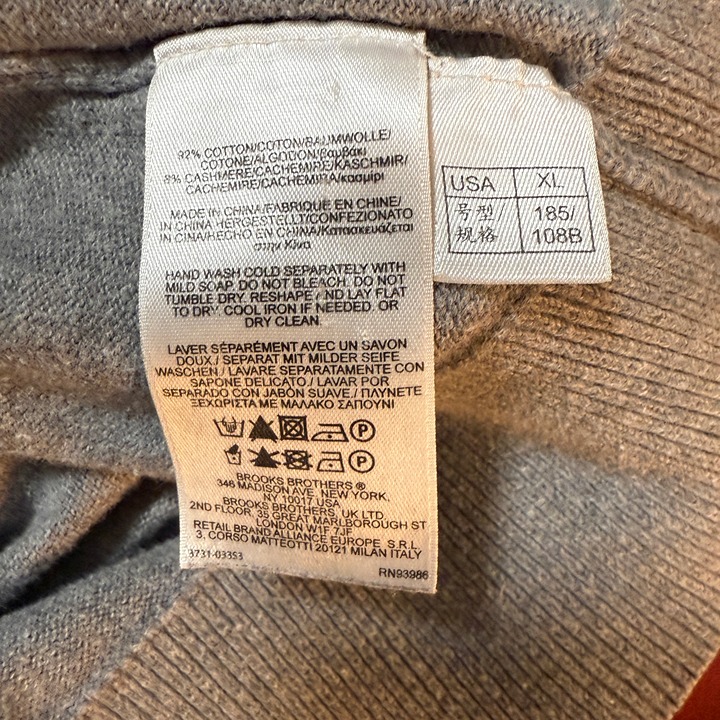 92% COTTON/COTON/BAUMWOLLE/
COTONE/ALGODON/βαμβάκι
8% CASHMERE/CACHEMIRE/KASCHMIR/
CACHEMIRE/CACHEMIRA/κασμιρι
MADE IN CHINA/FABRIQUE EN CHINE/
IN CHINA HERGESTELLT/CONFEZIONATO
IN CINA/HECHO EN CHINA/Κατασκευάζεται
στην Κίνα
HAND WASH COLD SEPARATELY WITH
MILD SOAP. DO NOT BLEACH. DO NOT
TUMBLE DRY. RESHAPE AND LAY FLAT
TO DRY. COOL IRON IF NEEDED. OR
DRY CLEAN.
LAVER SÉPARÉMENT AVEC UN SAVON
DOUX./ SEPARAT MIT MILDER SEIFE
WASCHEN./ LAVARE SEPARATAMENTE CON
SAPONE DELICATO./ LAVAR POR
SEPARADO CON JABÓN SUAVE./ ΠΛΥΝΕΤΕ
ΞΕΧΩΡΙΣΤΑ ΜΕ ΜΑΛΑΚΟ ΣΑΠΟΥΝΙ
P
P
BROOKS BROTHERS ®
346 MADISON AVE, NEW YORK,
NY 10017 USA
BROOKS BROTHERS, UK LTD.
2ND FLOOR, 35 GREAT MARLBOROUGH ST
LONDON W1F 7JF
RETAIL BRAND ALLIANCE EUROPE S.R.L.
3, CORSO MATTEOTTI 20121 MILAN ITALY
3731-03353
RN93986
USA XL
号型/ 185/
规格 108B